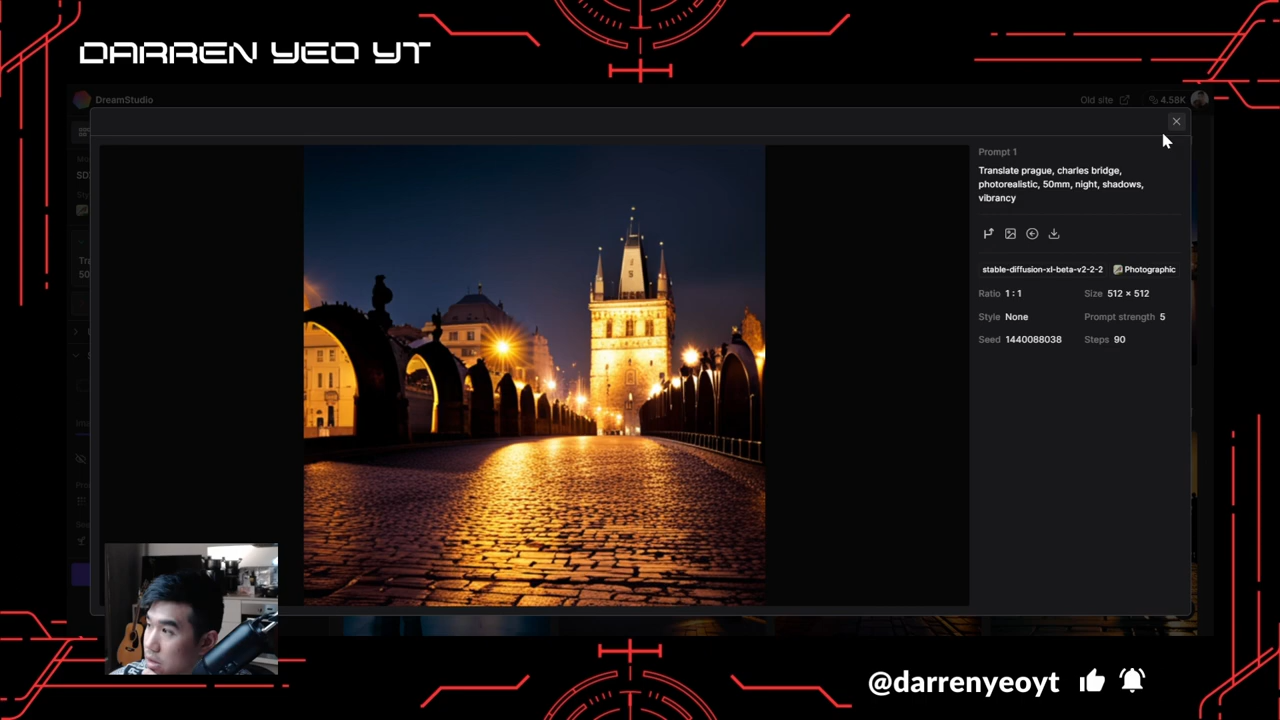 DARREN YEO YT
DreamStudio
Old site
4.58K
Prompt 1
Translate prague, charles bridge,
photorealistic, 50mm, night, shadows,
vibrancy
stable-diffusion-xl-beta-v2-2-2 Photographic
Ratio 1 : 1 Size 512 × 512
Style None Prompt strength 5
Seed 1440088038 Steps 90
@darrenyeoyt